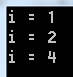 i = 1
i = 2
i = 4